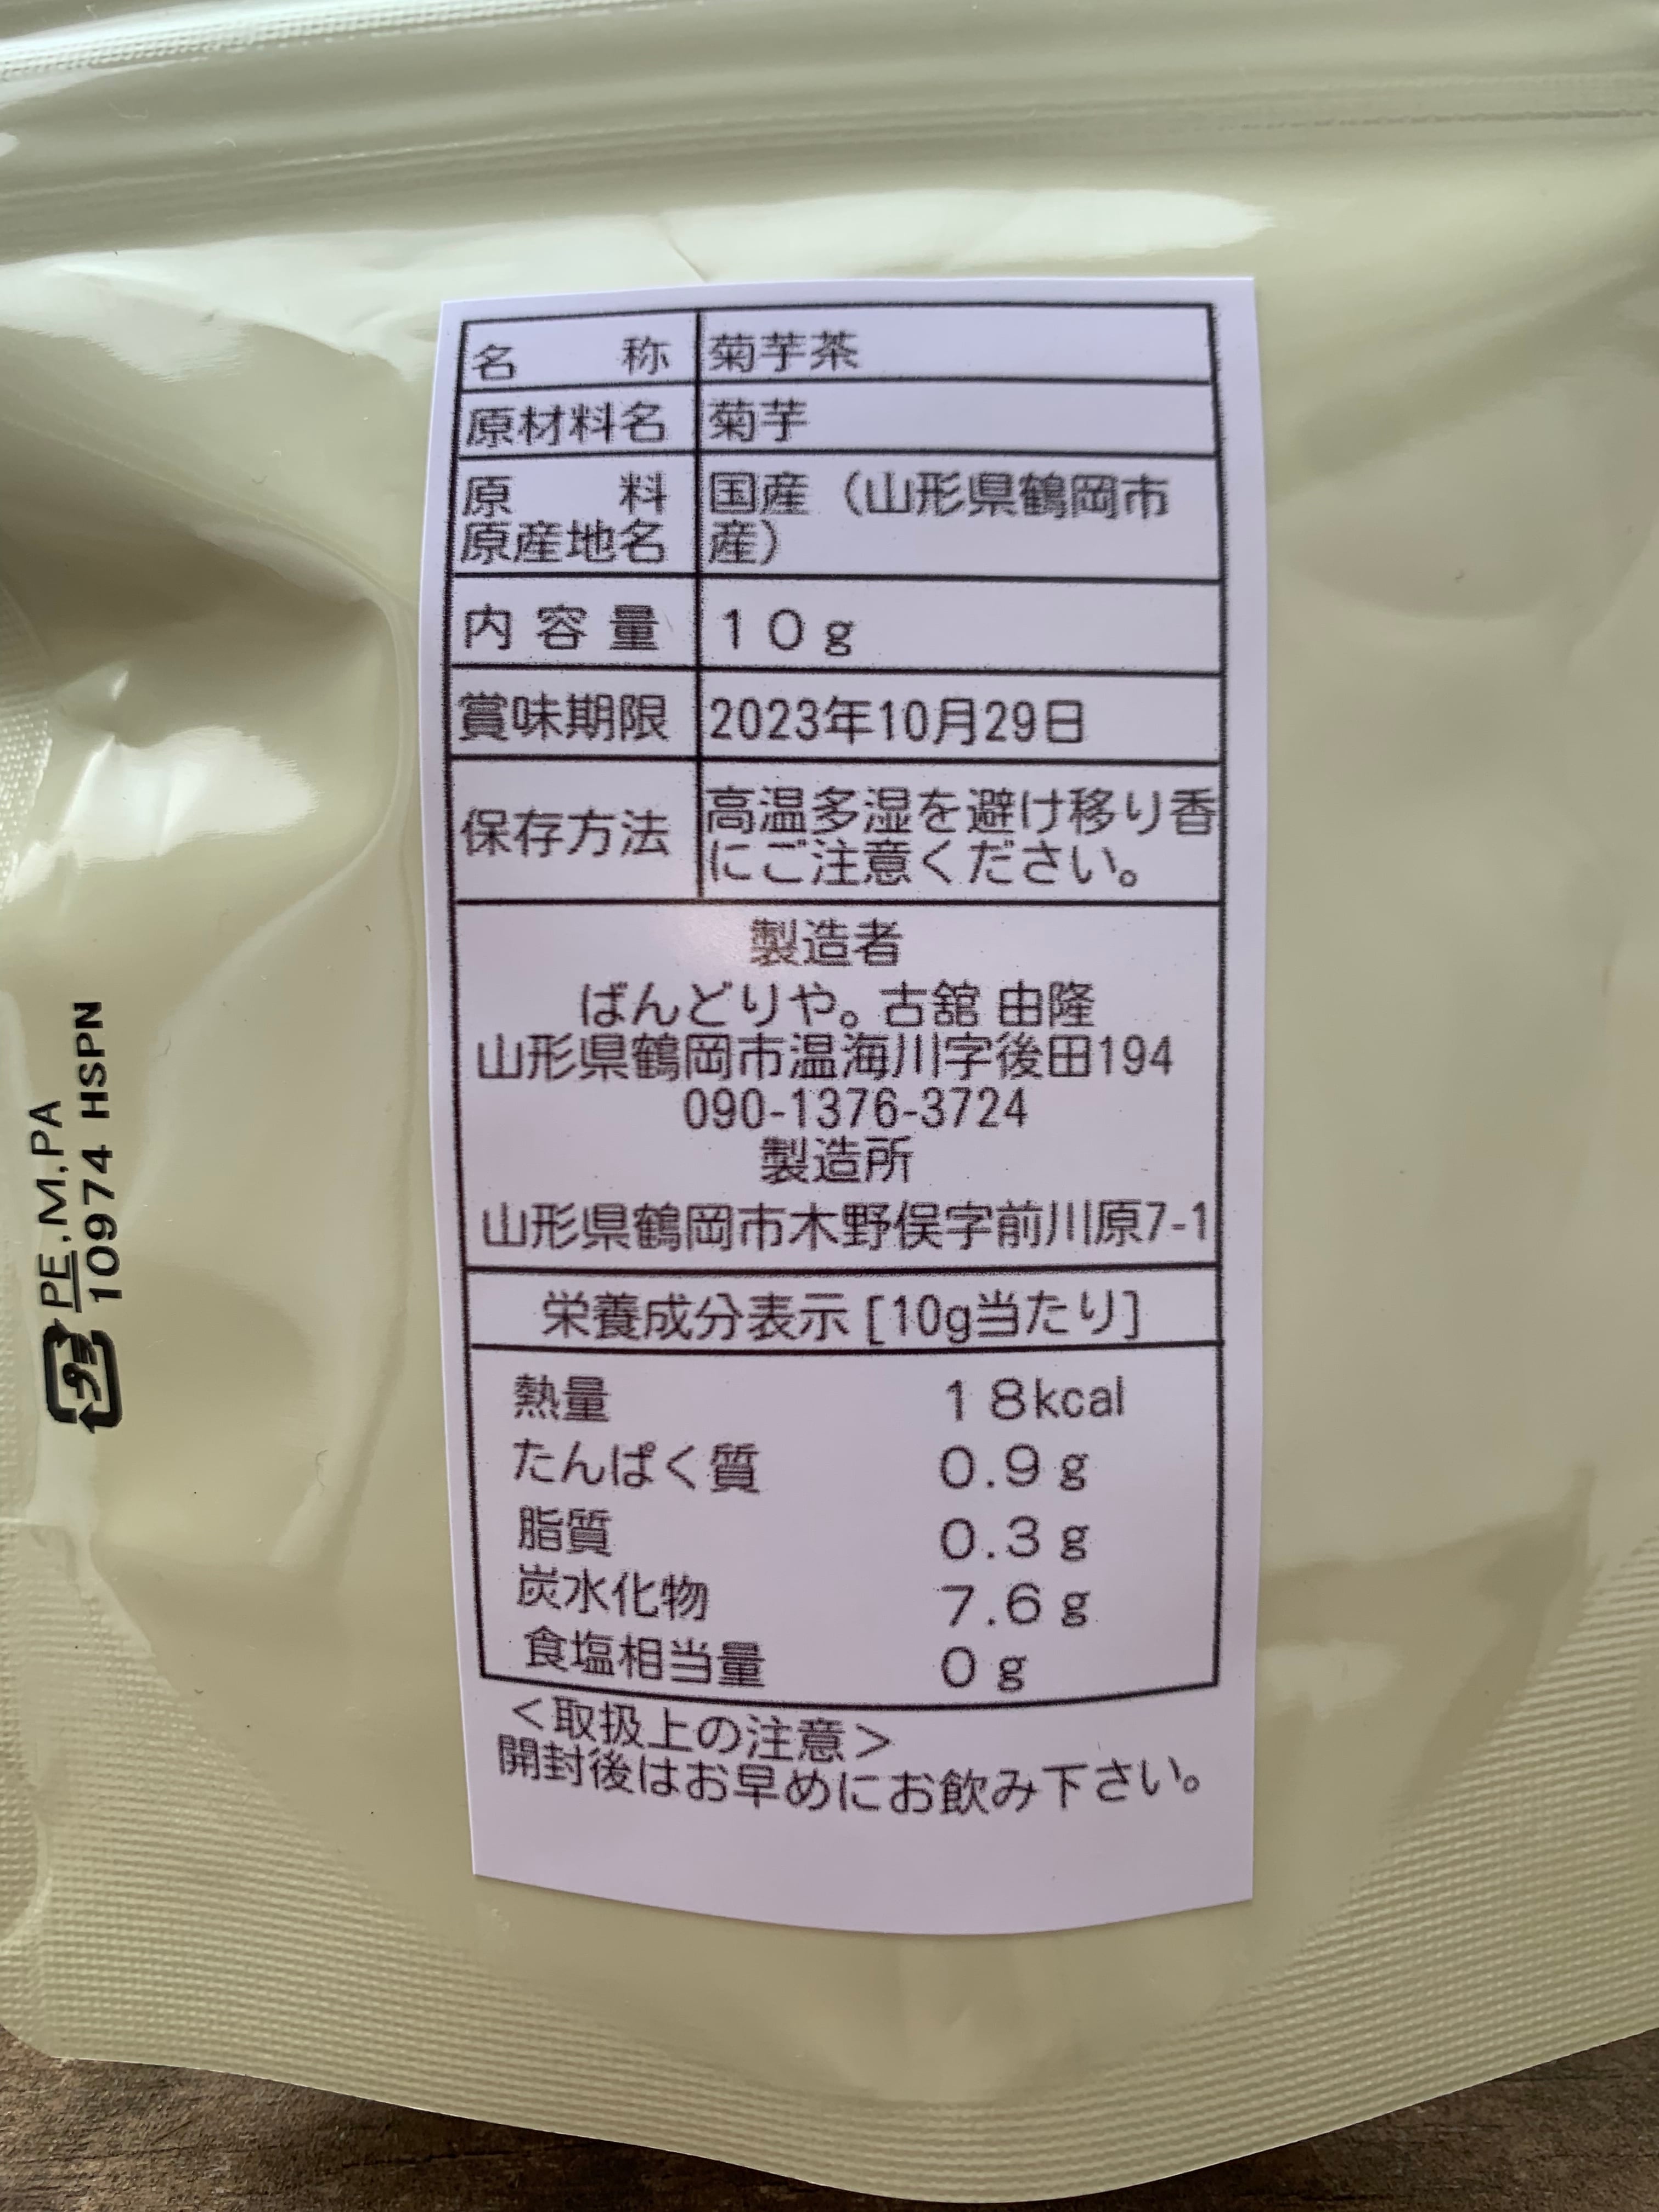 名 称 菊芋茶
原材料名 菊芋
原 料 国産（山形県鶴岡市
原産地名 産）
内容量 １０ｇ
賞味期限 2023年10月29日
高温多湿を避け移り香
保存方法
にご注意ください。
製造者
ばんどりや。古舘 由隆
山形県鶴岡市温海川字後田194
090-1376-3724
製造所
山形県鶴岡市木野俣字前川原7-1
栄養成分表示 [10g当たり]
熱量 １８kcal
たんぱく質 ０.９ｇ
脂質 ０.３ｇ
炭水化物 ７.６ｇ
食塩相当量 ０ｇ
＜取扱上の注意＞
開封後はお早めにお飲み下さい。
プラ PE,M,PA
10974 HSPN